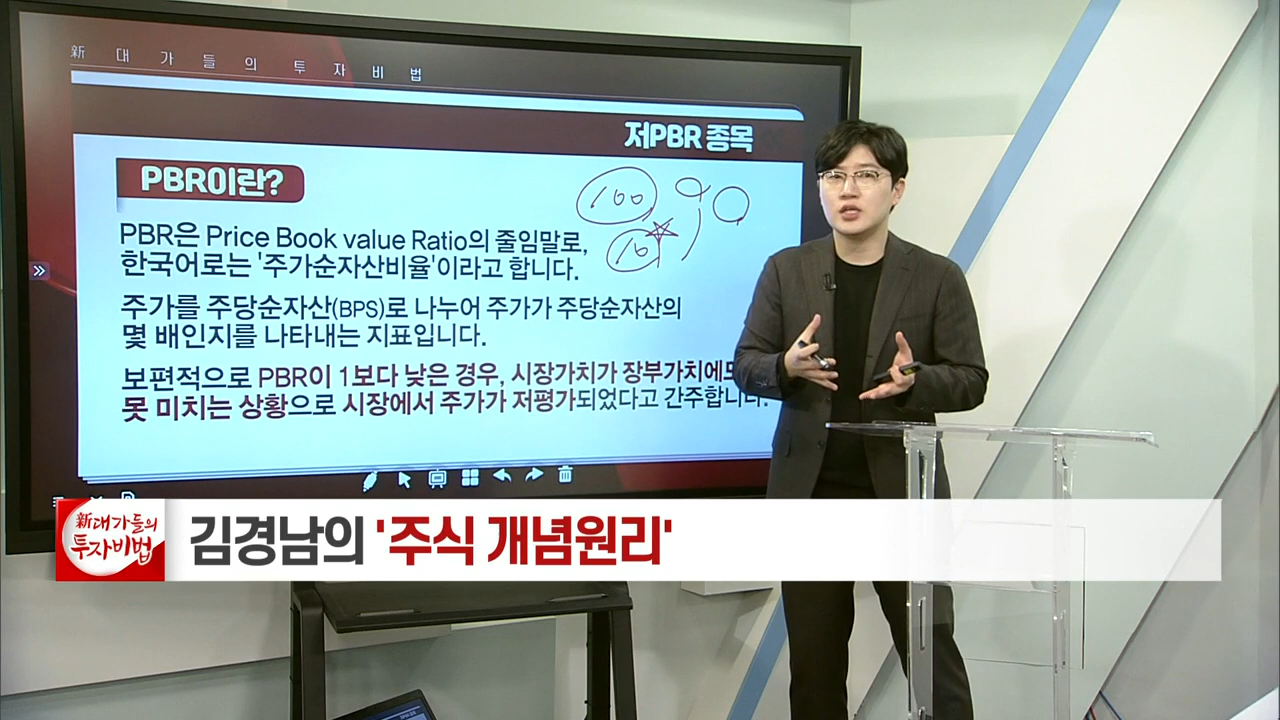 新 대 가 들 의 투 자 비 법
저PBR 종목
PBR이란?
100
90
10
PBR은 Price Book value Ratio의 줄임말로,
한국어로는 '주가순자산비율'이라고 합니다.
주가를 주당순자산(BPS)로 나누어 주가가 주당순자산의
몇 배인지를 나타내는 지표입니다.
보편적으로 PBR이 1보다 낮은 경우, 시장가치가 장부가치에도
못 미치는 상황으로 시장에서 주가가 저평가되었다고 간주합니다.
新대가들의
투자비법
김경남의 '주식 개념원리'